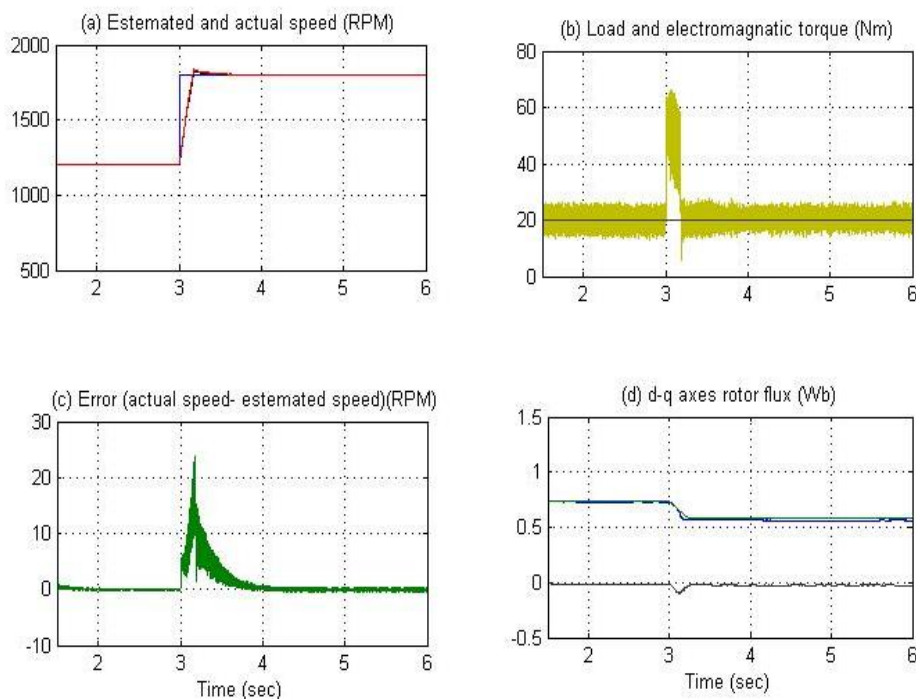 (a) Estemated and actual speed (RPM)
2000
1500
1000
500
2 3 4 5 6
(b) Load and electromagnetic torque (Nm)
80
60
40
20
0
2 3 4 5 6
(c) Error (actual speed- estemated speed)(RPM)
30
20
10
0
-10
2 3 4 5 6
Time (sec)
(d) d-q axes rotor flux (Wb)
1.5
1
0.5
0
-0.5
2 3 4 5 6
Time (sec)